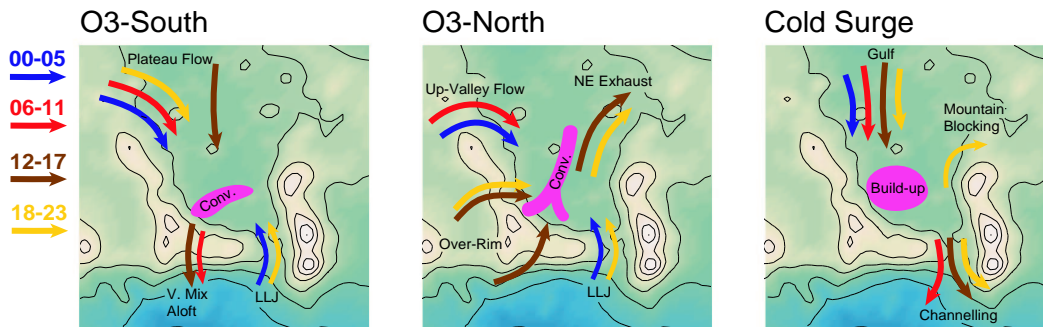 O3-South
O3-North
Cold Surge
00-05
06-11
12-17
18-23
Plateau Flow
Conv.
V. Mix
Aloft
LLJ
Up-Valley Flow
NE Exhaust
Conv.
Over-Rim
LLJ
Gulf
Mountain
Blocking
Build-up
Channelling